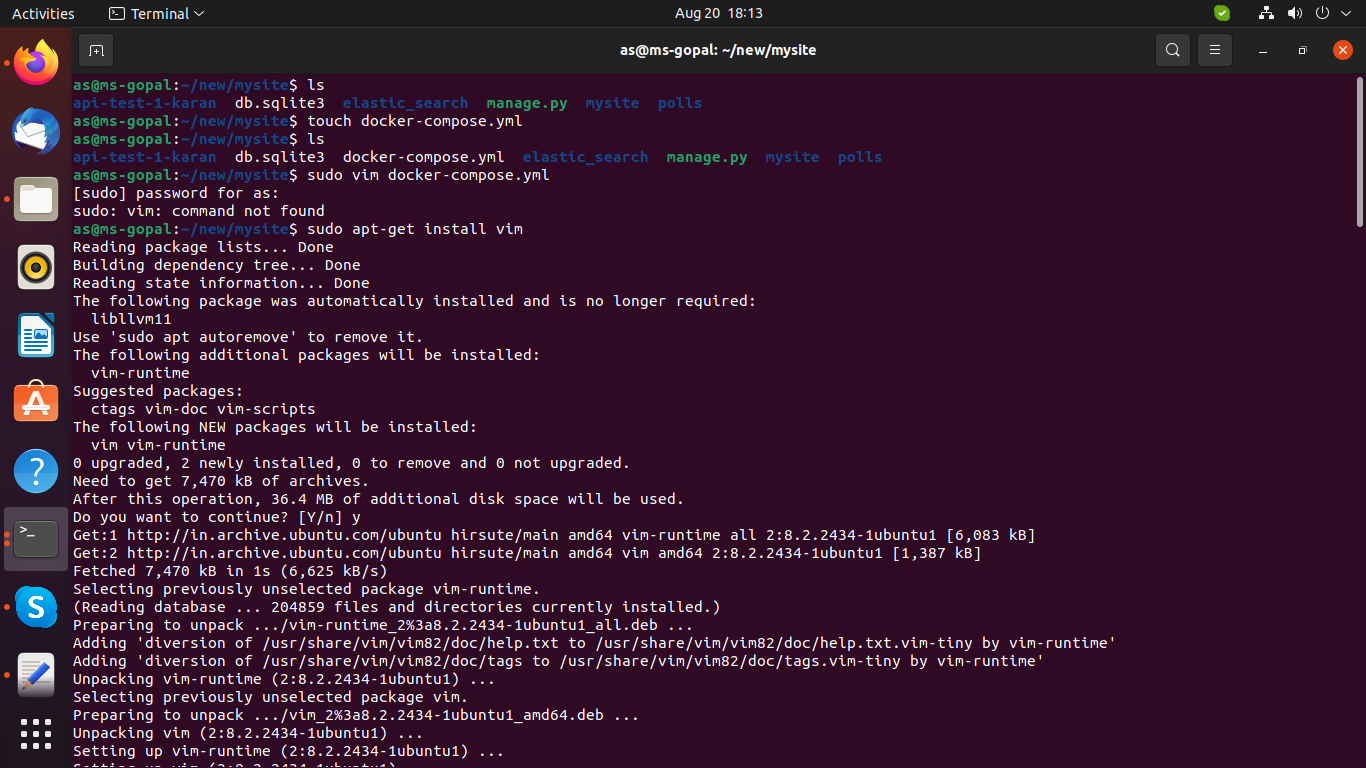 Activities
Terminal
Aug 20 18:13
as@ms-gopal: ~/new/mysite
as@ms-gopal:~/new/mysite$ ls
api-test-1-karan db.sqlite3 elastic_search manage.py mysite polls
as@ms-gopal:~/new/mysite$ touch docker-compose.yml
as@ms-gopal:~/new/mysite$ ls
api-test-1-karan db.sqlite3 docker-compose.yml elastic_search manage.py mysite polls
as@ms-gopal:~/new/mysite$ sudo vim docker-compose.yml
[sudo] password for as:
sudo: vim: command not found
as@ms-gopal:~/new/mysite$ sudo apt-get install vim
Reading package lists... Done
Building dependency tree... Done
Reading state information... Done
The following package was automatically installed and is no longer required:
  libllvm11
Use 'sudo apt autoremove' to remove it.
The following additional packages will be installed:
  vim-runtime
Suggested packages:
  ctags vim-doc vim-scripts
The following NEW packages will be installed:
  vim vim-runtime
0 upgraded, 2 newly installed, 0 to remove and 0 not upgraded.
Need to get 7,470 kB of archives.
After this operation, 36.4 MB of additional disk space will be used.
Do you want to continue? [Y/n] y
Get:1 http://in.archive.ubuntu.com/ubuntu hirsute/main amd64 vim-runtime all 2:8.2.2434-1ubuntu1 [6,083 kB]
Get:2 http://in.archive.ubuntu.com/ubuntu hirsute/main amd64 vim amd64 2:8.2.2434-1ubuntu1 [1,387 kB]
Fetched 7,470 kB in 1s (6,625 kB/s)
Selecting previously unselected package vim-runtime.
(Reading database ... 204859 files and directories currently installed.)
Preparing to unpack .../vim-runtime_2%3a8.2.2434-1ubuntu1_all.deb ...
Adding 'diversion of /usr/share/vim/vim82/doc/help.txt to /usr/share/vim/vim82/doc/help.txt.vim-tiny by vim-runtime'
Adding 'diversion of /usr/share/vim/vim82/doc/tags to /usr/share/vim/vim82/doc/tags.vim-tiny by vim-runtime'
Unpacking vim-runtime (2:8.2.2434-1ubuntu1) ...
Selecting previously unselected package vim.
Preparing to unpack .../vim_2%3a8.2.2434-1ubuntu1_amd64.deb ...
Unpacking vim (2:8.2.2434-1ubuntu1) ...
Setting up vim-runtime (2:8.2.2434-1ubuntu1) ...